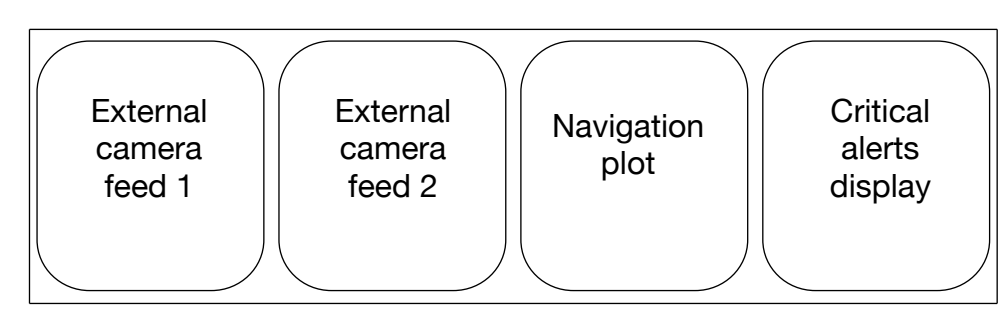 External
camera
feed 1
External
camera
feed 2
Navigation
plot
Critical
alerts
display